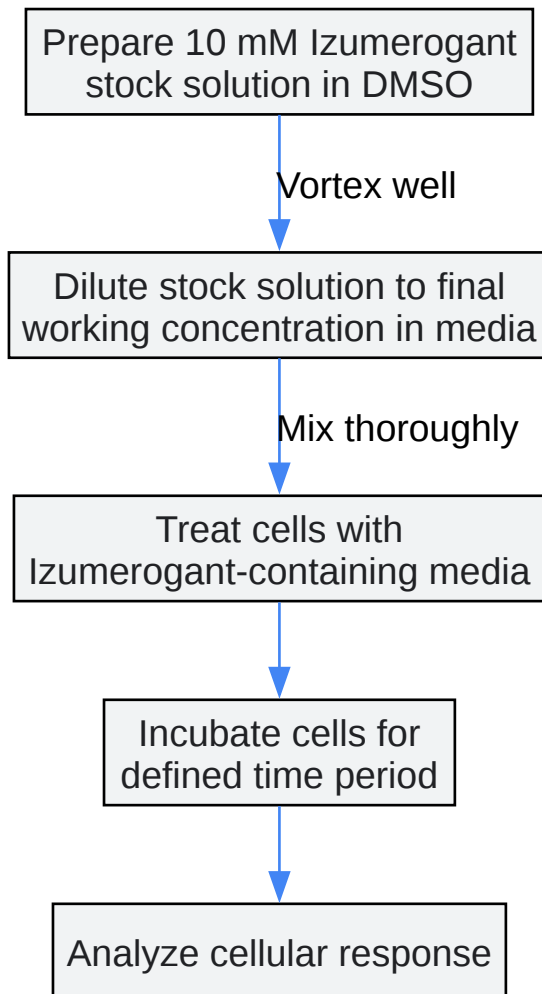 Prepare 10 mM Izumerogant
stock solution in DMSO
Vortex well
Dilute stock solution to final
working concentration in media
Mix thoroughly
Treat cells with
Izumerogant-containing media
Incubate cells for
defined time period
Analyze cellular response